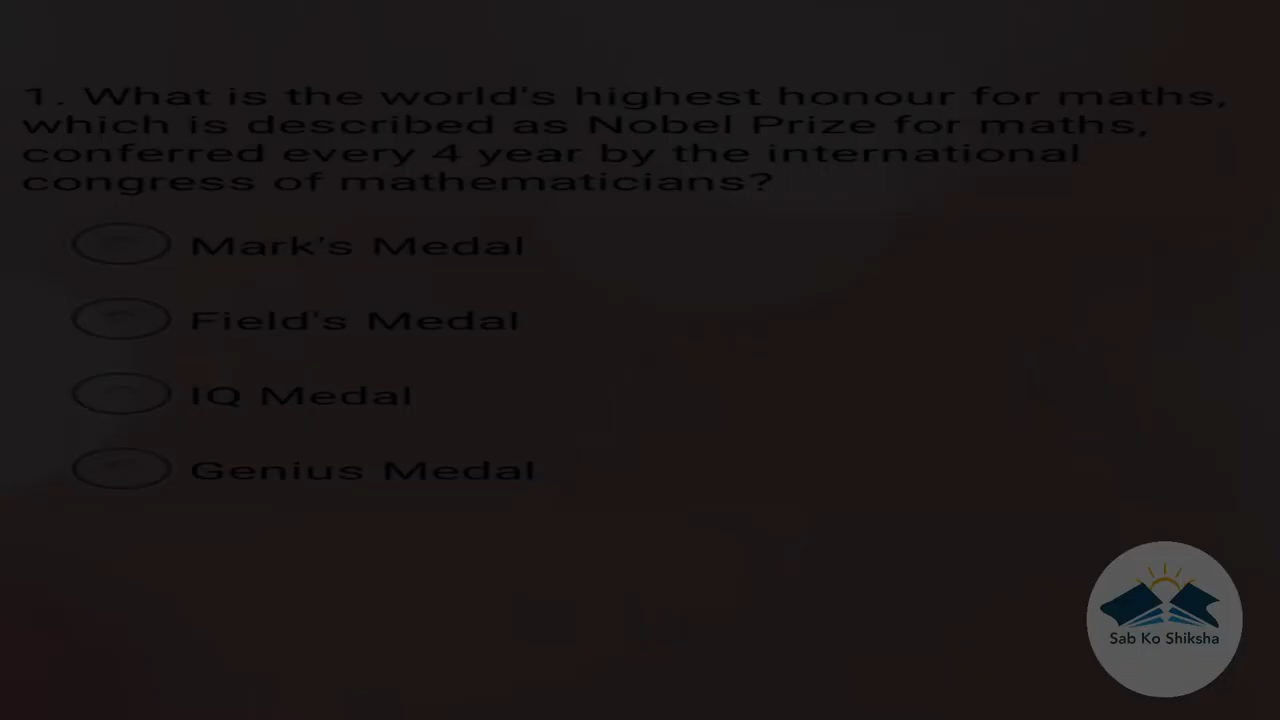 1. What is the world's highest honour for maths,
which is described as Nobel Prize for maths,
conferred every 4 year by the international
congress of mathematicians?
Mark's Medal
Field's Medal
IQ Medal
Genius Medal
Sab Ko Shiksha